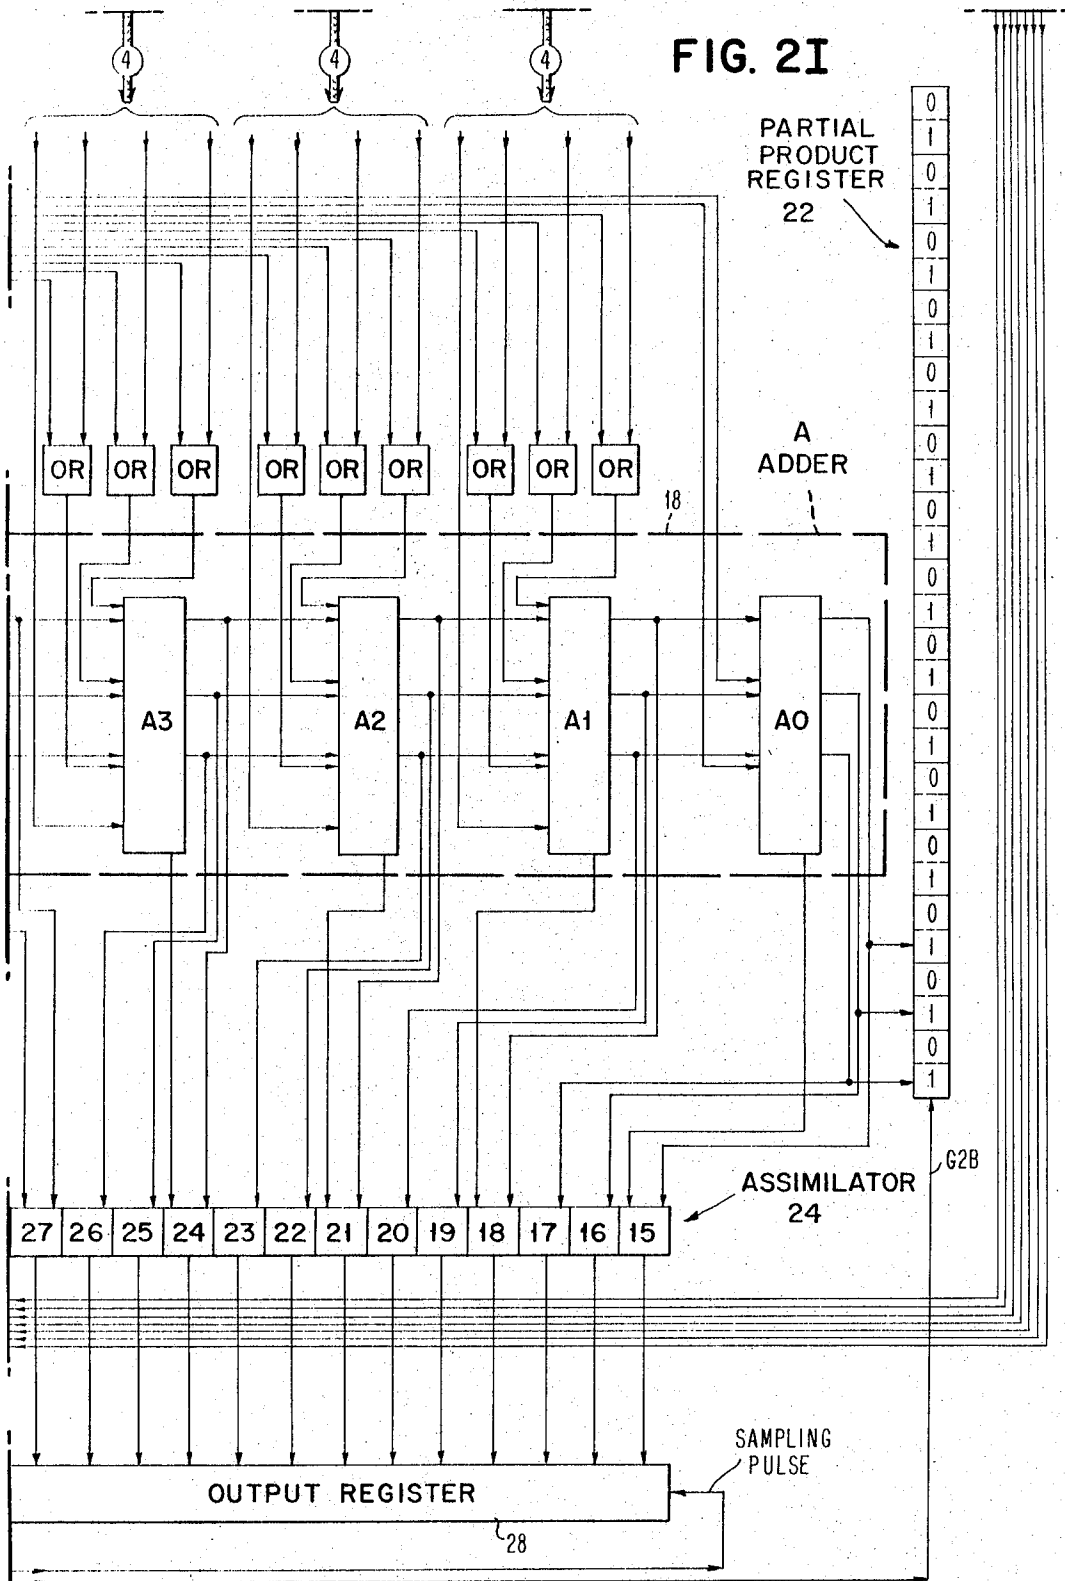 4 4 4
FIG. 2I
PARTIAL
PRODUCT
REGISTER
22
0
1
0
1
0
1
0
1
0
1
0
1
0
1
0
1
0
1
0
1
0
1
0
1
0
1
0
1
0
1
A
ADDER
OR OR OR OR OR OR OR OR OR
18
A3 A2 A1 A0
G2B
ASSIMILATOR
24
27 26 25 24 23 22 21 20 19 18 17 16 15
SAMPLING
PULSE
OUTPUT REGISTER
28